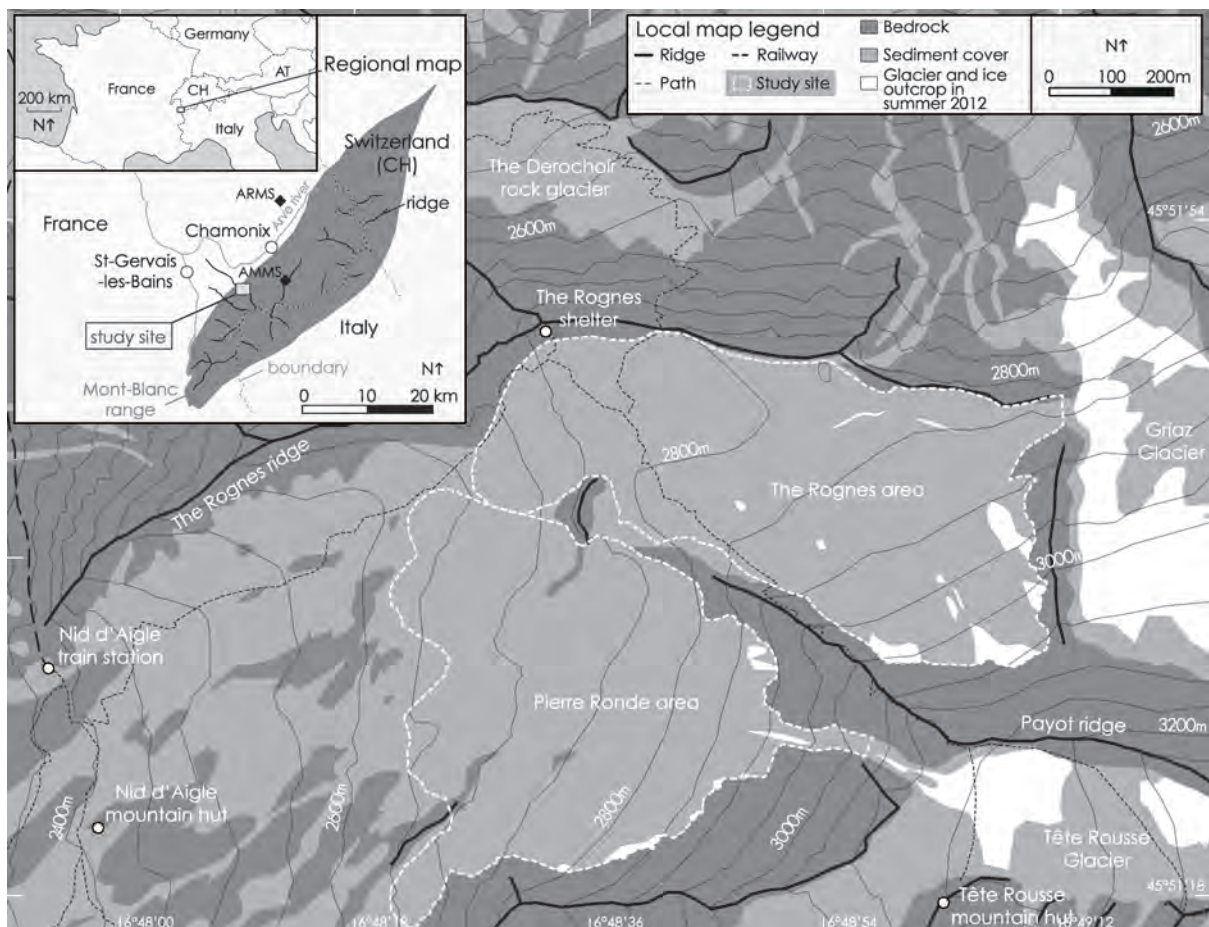 Germany
France
CH
AT
Italy
200 km
N↑
Regional map
Switzerland
(CH)
ridge
ARMS
Arve river
France
Chamonix
St-Gervais
-les-Bains
AMMS
study site
Italy
Mont-Blanc
range
boundary
N↑
0 10 20 km
Local map legend
Ridge
Railway
Path
Study site
Bedrock
Sediment cover
Glacier and ice
outcrop in
summer 2012
N↑
0 100 200m
2600m
The Derochoir
rock glacier
2600m
45°51'54
The Rognes
shelter
2800m
Griaz
Glacier
2800m
The Rognes ridge
The Rognes area
3000m
Nid d'Aigle
train station
Pierre Ronde area
Payot ridge
3200m
Nid d'Aigle
mountain hut
2400m
2600m
2800m
3000m
Tête Rousse
Glacier
45°51'18
Tête Rousse
mountain hut
16°48'00
16°48'18
16°48'36
16°48'54
16°49'12